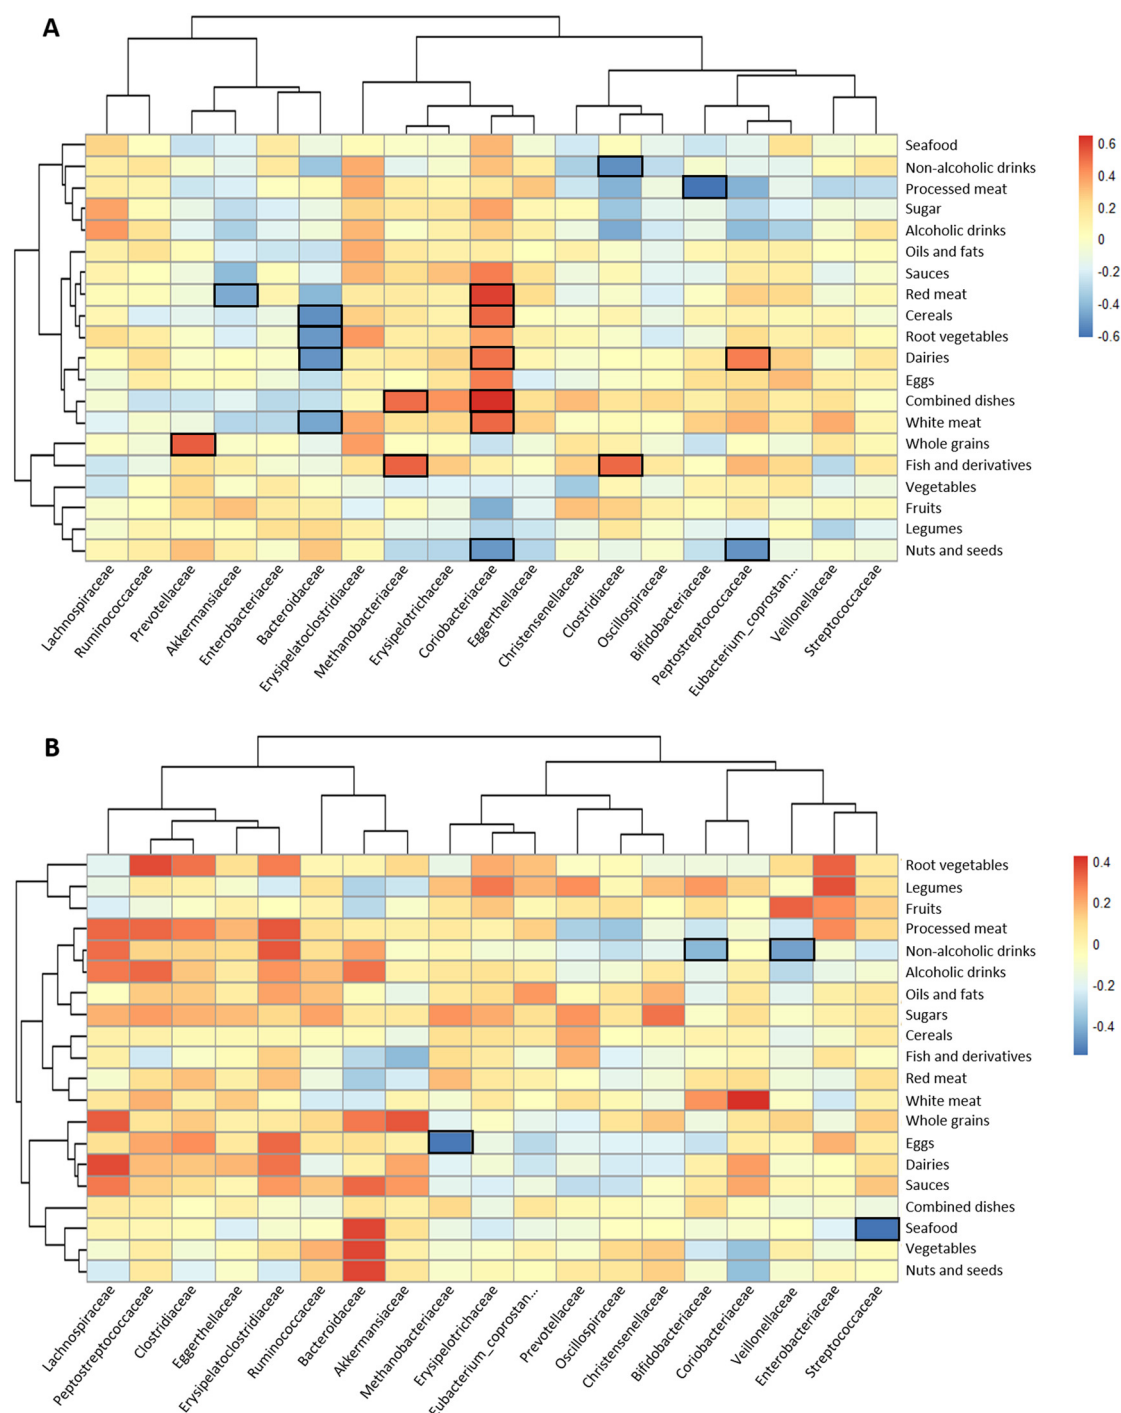 A
Seafood
Non-alcoholic drinks
Processed meat
Sugar
Alcoholic drinks
Oils and fats
Sauces
Red meat
Cereals
Root vegetables
Dairies
Eggs
Combined dishes
White meat
Whole grains
Fish and derivatives
Vegetables
Fruits
Legumes
Nuts and seeds
0.6
0.4
0.2
0
-0.2
-0.4
-0.6
Lachnospiraceae
Ruminococcaceae
Prevotellaceae
Akkermansiaceae
Enterobacteriaceae
Bacteroidaceae
Erysipelatoclostridiaceae
Methanobacteriaceae
Erysipelotrichaceae
Coriobacteriaceae
Eggerthellaceae
Christensenellaceae
Clostridiaceae
Oscillospiraceae
Bifidobacteriaceae
Peptostreptococcaceae
Eubacterium_coprostan...
Veillonellaceae
Streptococcaceae
B
Root vegetables
Legumes
Fruits
Processed meat
Non-alcoholic drinks
Alcoholic drinks
Oils and fats
Sugars
Cereals
Fish and derivatives
Red meat
White meat
Whole grains
Eggs
Dairies
Sauces
Combined dishes
Seafood
Vegetables
Nuts and seeds
0.4
0.2
0
-0.2
-0.4
Lachnospiraceae
Peptostreptococcaceae
Clostridiaceae
Eggerthellaceae
Erysipelatoclostridiaceae
Ruminococcaceae
Bacteroidaceae
Akkermansiaceae
Methanobacteriaceae
Erysipelotrichaceae
Eubacterium_coprostan...
Prevotellaceae
Oscillospiraceae
Christensenellaceae
Bifidobacteriaceae
Coriobacteriaceae
Veillonellaceae
Enterobacteriaceae
Streptococcaceae